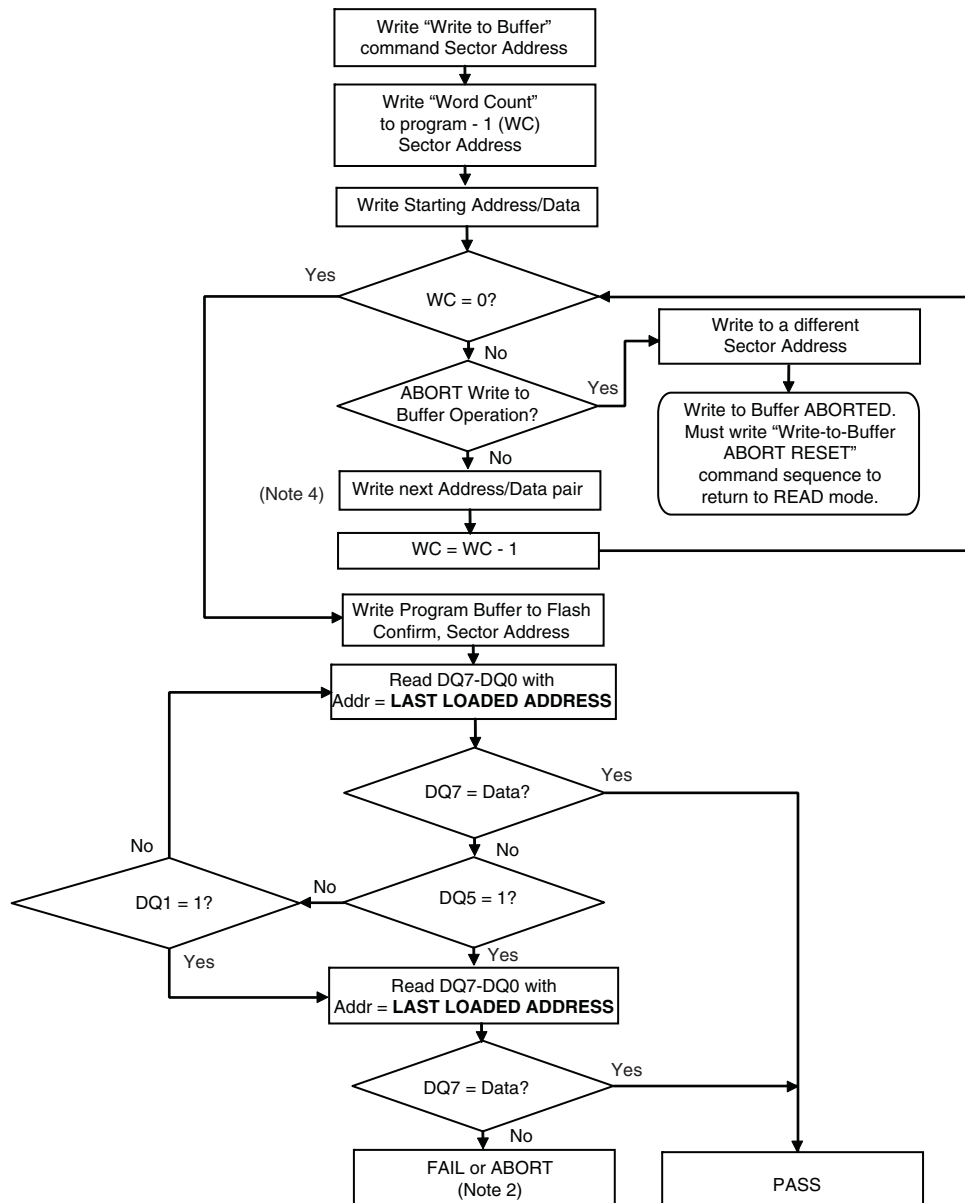 Write “Write to Buffer”
command Sector Address
Write “Word Count”
to program - 1 (WC)
Sector Address
Write Starting Address/Data
Yes
WC = 0?
No
Write to a different
Sector Address
ABORT Write to
Buffer Operation?
Yes
No
Write to Buffer ABORTED.
Must write “Write-to-Buffer
ABORT RESET”
command sequence to
return to READ mode.
(Note 4)
Write next Address/Data pair
WC = WC - 1
Write Program Buffer to Flash
Confirm, Sector Address
Read DQ7-DQ0 with
Addr = LAST LOADED ADDRESS
DQ7 = Data?
Yes
No
DQ5 = 1?
No
Yes
DQ1 = 1?
No
Yes
Read DQ7-DQ0 with
Addr = LAST LOADED ADDRESS
DQ7 = Data?
Yes
No
FAIL or ABORT
(Note 2)
PASS